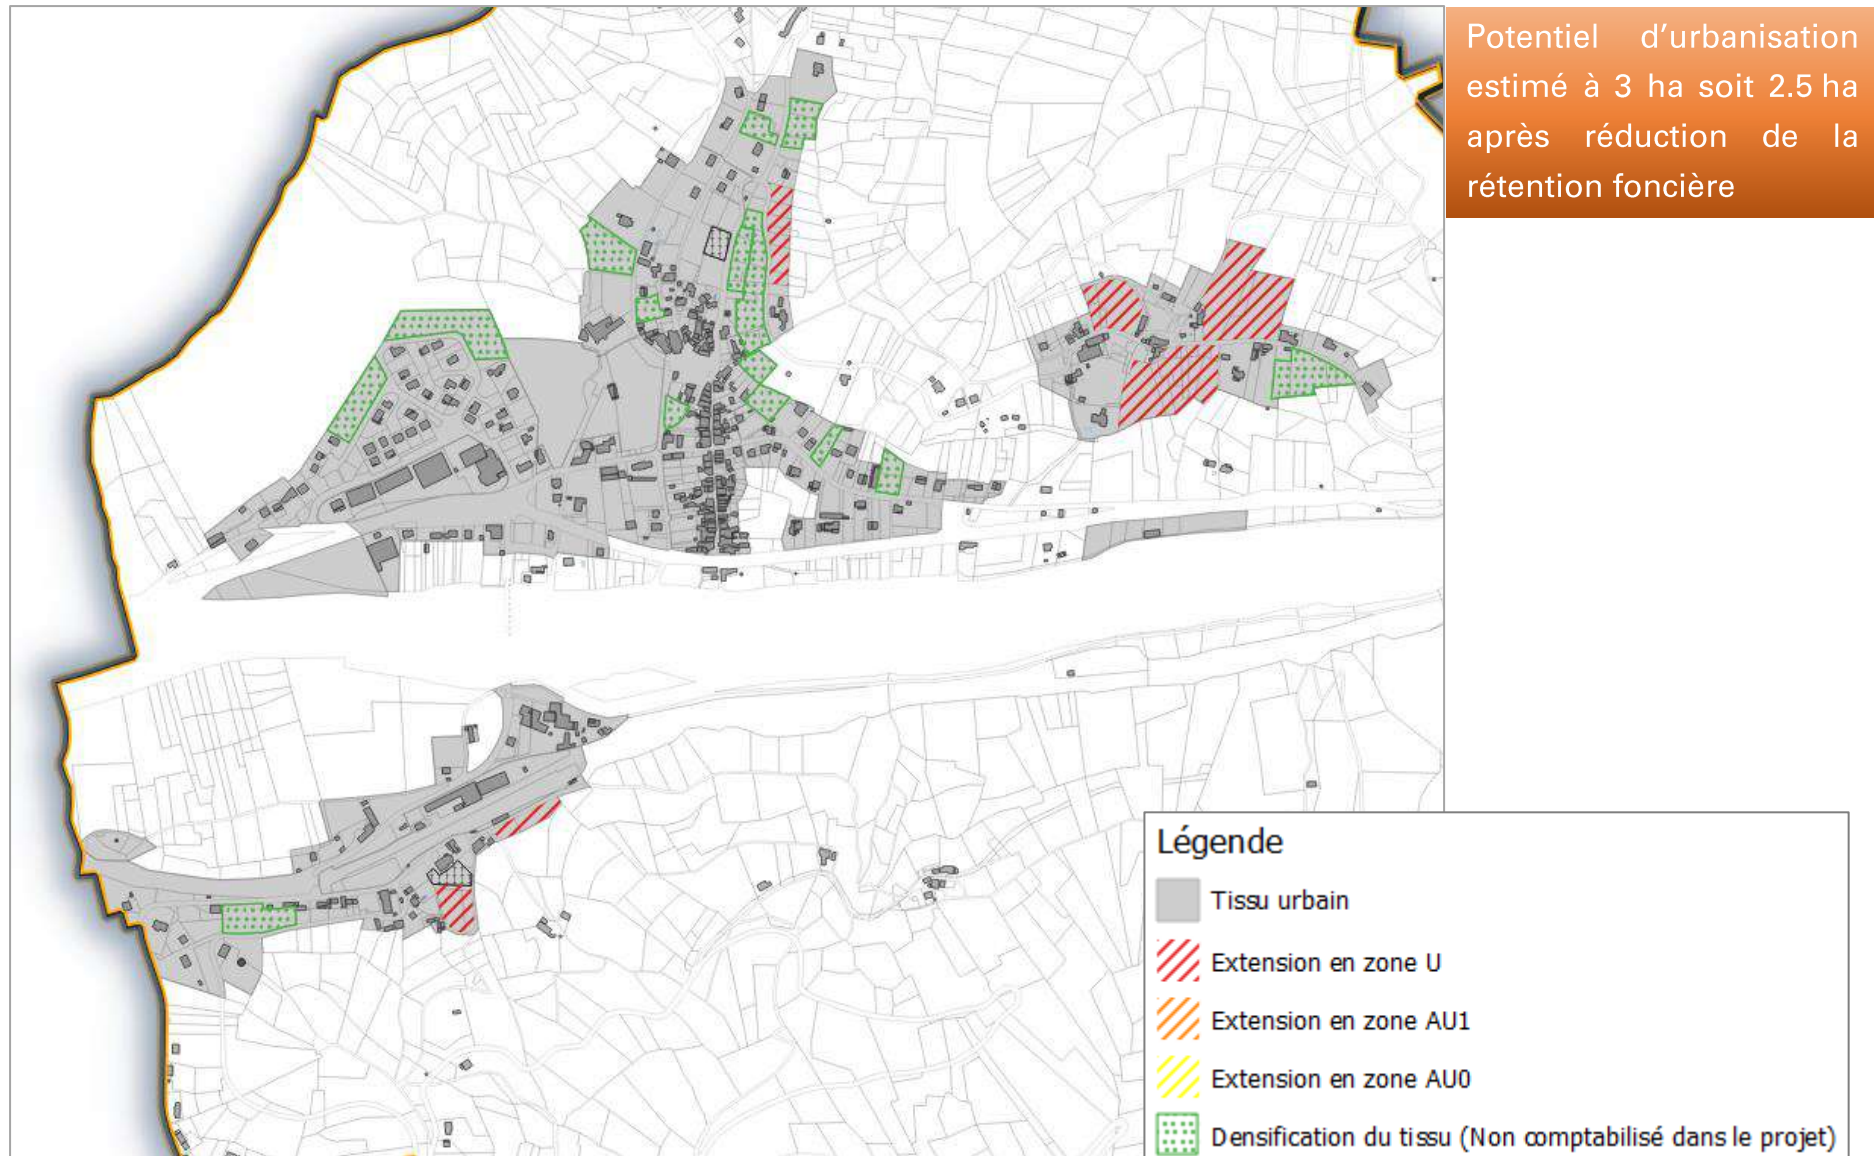 Potentiel d’urbanisation
estimé à 3 ha soit 2.5 ha
après réduction de la
rétention foncière
Légende
Tissu urbain
Extension en zone U
Extension en zone AU1
Extension en zone AU0
Densification du tissu (Non comptabilisé dans le projet)